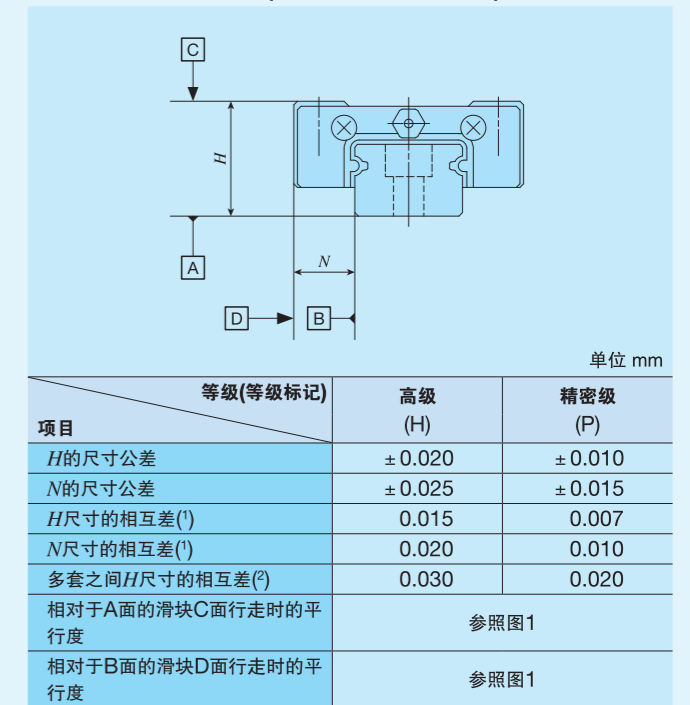 C
H
A
N
D
B
单位 mm
等级(等级标记)
项目
高级
(H)
精密级
(P)
H的尺寸公差 ±0.020 ±0.010
N的尺寸公差 ±0.025 ±0.015
H尺寸的相互差(¹) 0.015 0.007
N尺寸的相互差(¹) 0.020 0.010
多套之间H尺寸的相互差(²) 0.030 0.020
相对于A面的滑块C面行走时的平
行度
参照图1
相对于B面的滑块D面行走时的平
行度
参照图1